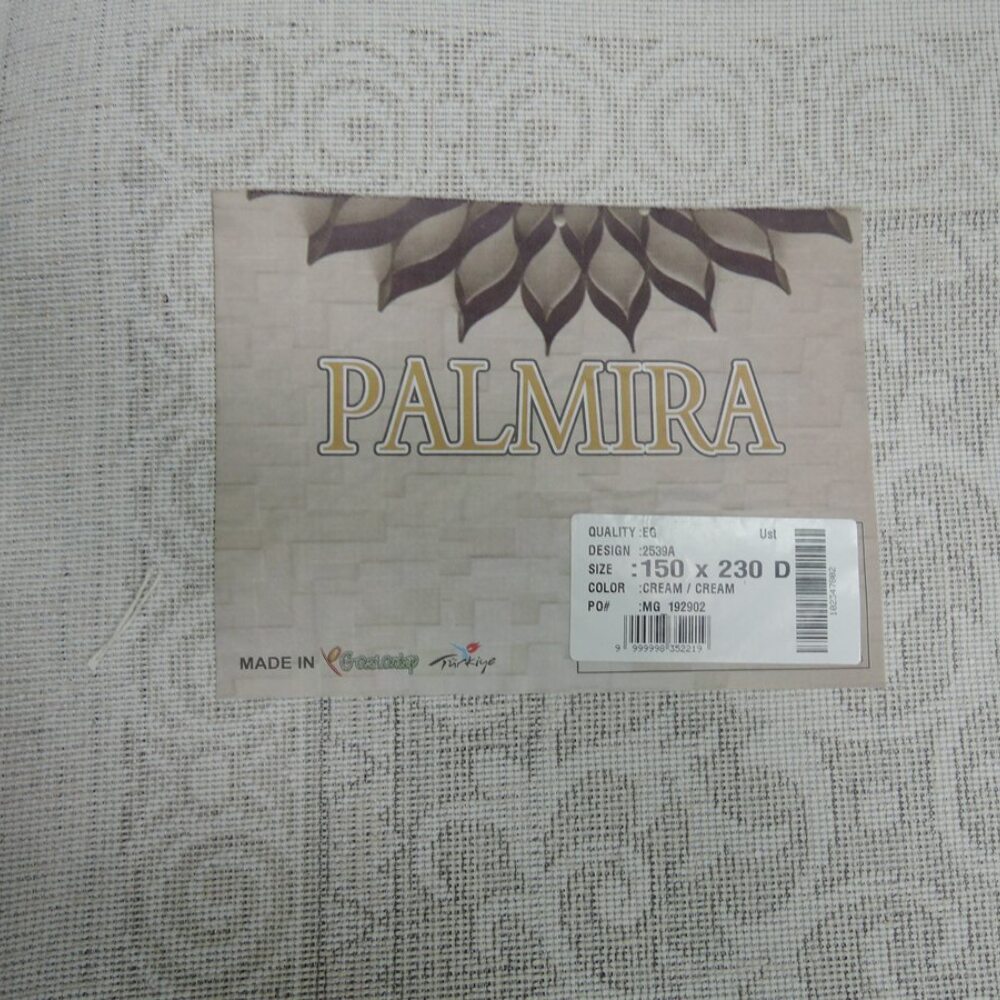 PALMIRA
QUALITY :EG Ust
DESIGN :2539A
SIZE :150 x 230 D
COLOR :CREAM / CREAM
PO# :MG 192902
9 999998 352219
MADE IN Gaziantep Türkiye